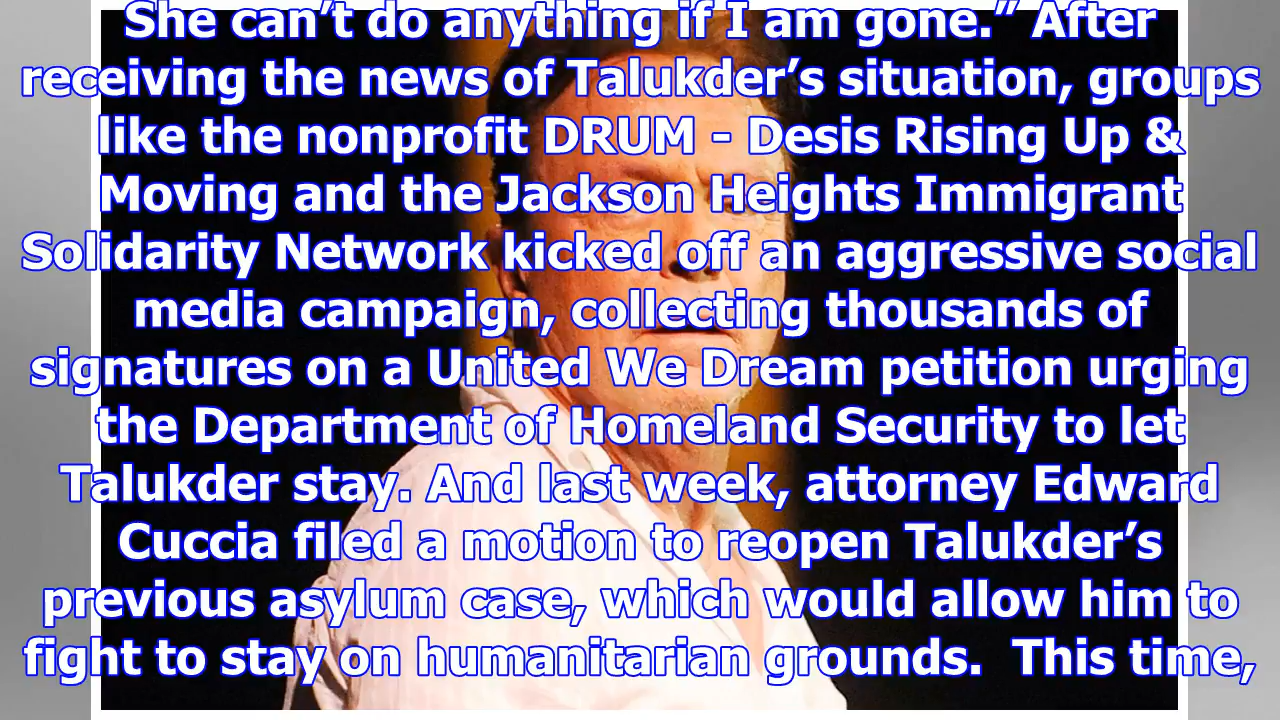 She can’t do anything if I am gone.” After
receiving the news of Talukder’s situation, groups
like the nonprofit DRUM - Desis Rising Up &
Moving and the Jackson Heights Immigrant
Solidarity Network kicked off an aggressive social
media campaign, collecting thousands of
signatures on a United We Dream petition urging
the Department of Homeland Security to let
Talukder stay. And last week, attorney Edward
Cuccia filed a motion to reopen Talukder’s
previous asylum case, which would allow him to
fight to stay on humanitarian grounds.  This time,